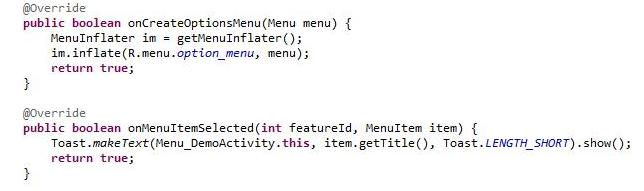 @Override
public boolean onCreateOptionsMenu(Menu menu) {
MenuInflater im = getMenuInflater();
im.inflate(R.menu.option_menu, menu);
return true;
}
@Override
public boolean onMenuItemSelected(int featureId, MenuItem item) {
Toast.makeText(Menu_DemoActivity.this, item.getTitle(), Toast.LENGTH_SHORT).show();
return true;
}